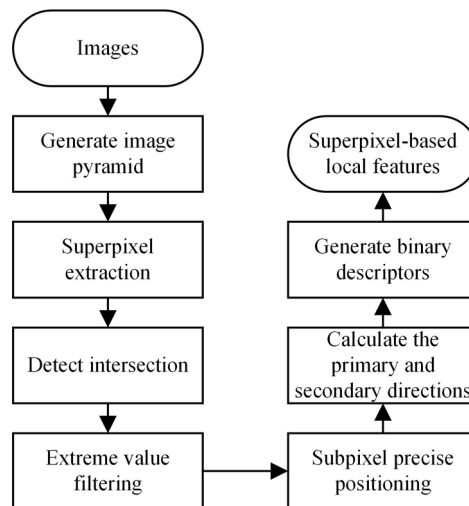 Images
Generate image
pyramid
Superpixel
extraction
Detect intersection
Extreme value
filtering
Subpixel precise
positioning
Calculate the
primary and
secondary directions
Generate binary
descriptors
Superpixel-based
local features